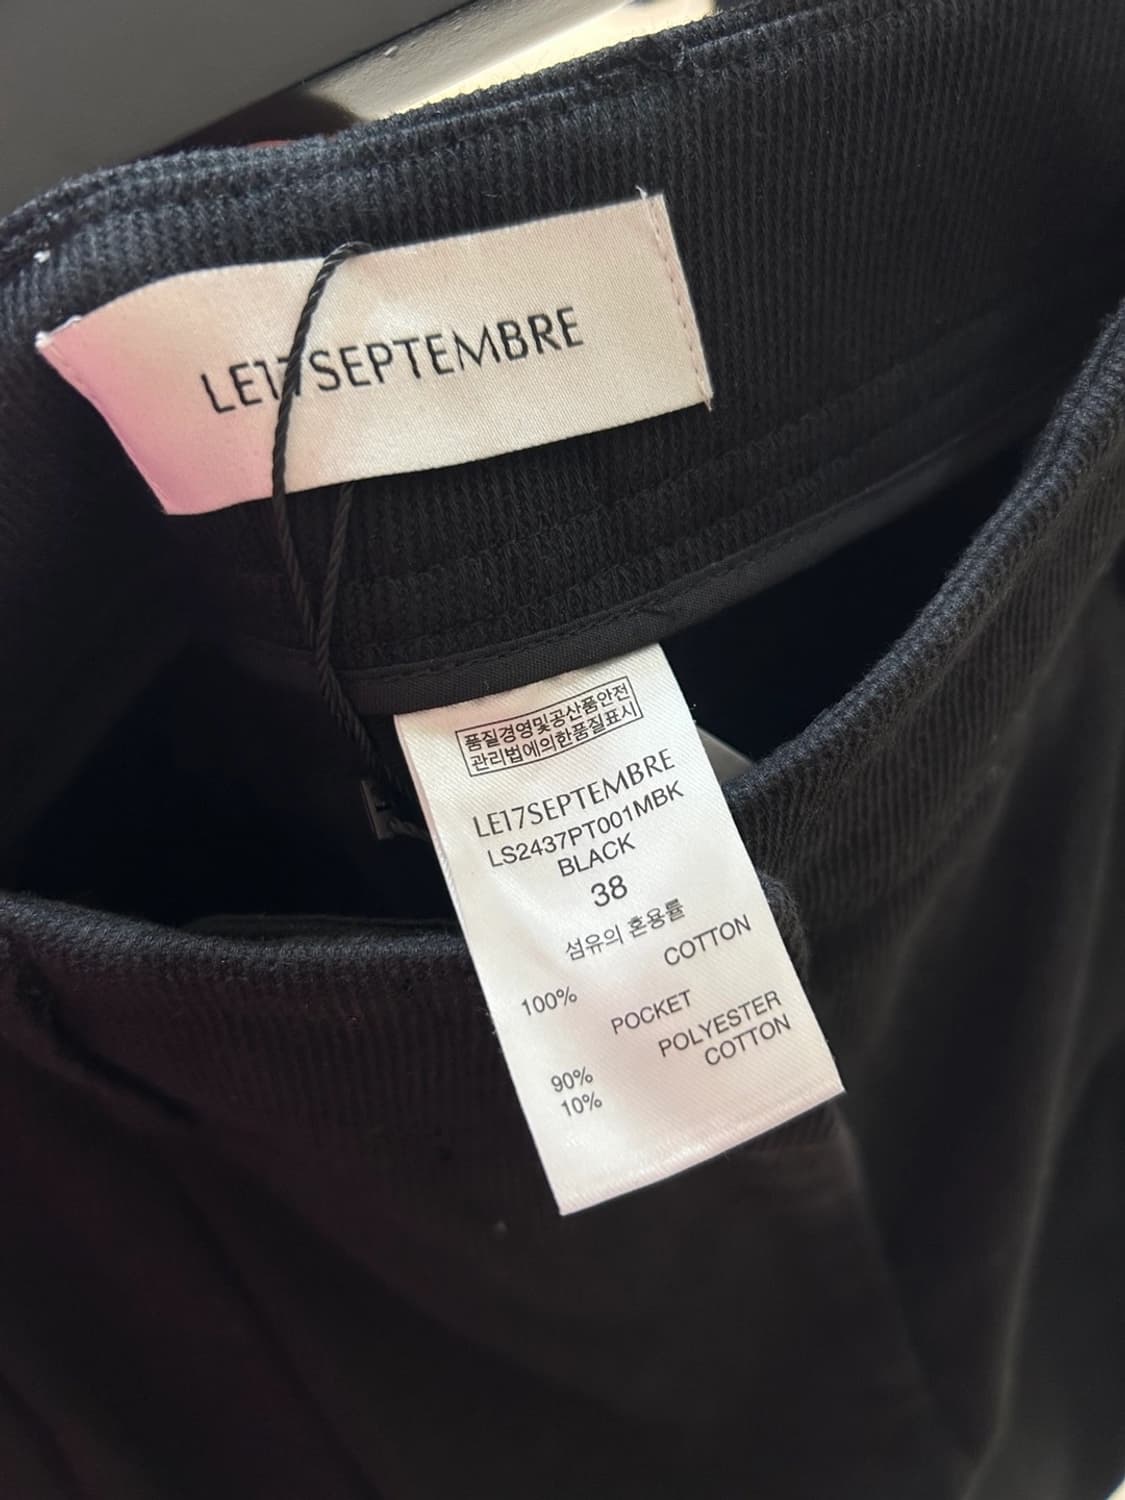 LE17SEPTEMBRE
품질경영및공산품안전
관리법에의한품질표시
LE17SEPTEMBRE
LS2437PT001MBK
BLACK
38
섬유의 혼용률
COTTON
100%
POCKET
POLYESTER
COTTON
90%
10%